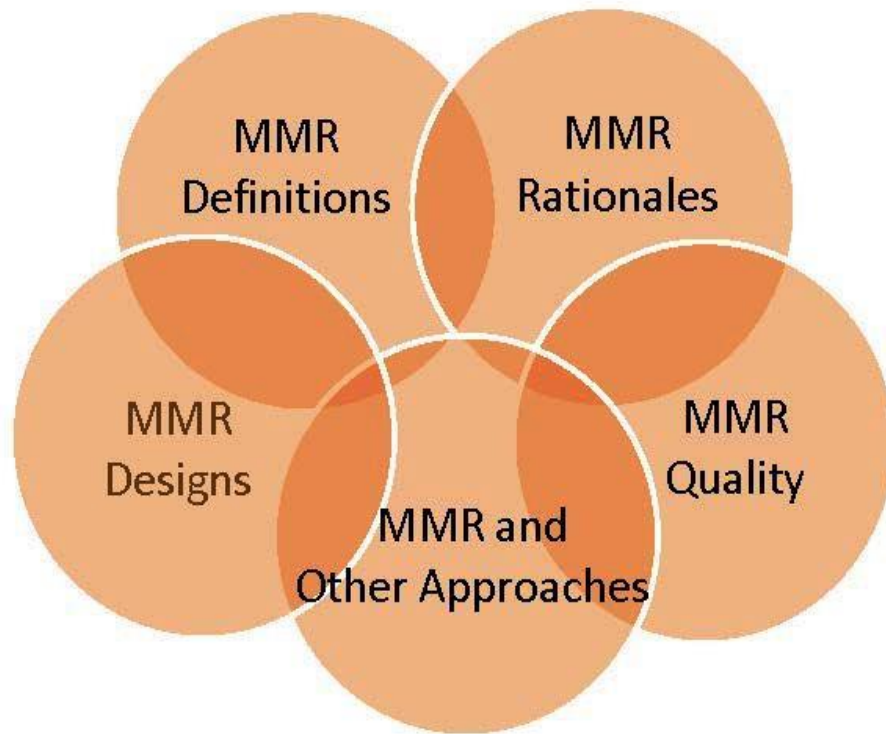 MMR
Definitions
MMR
Rationales
MMR
Designs
MMR
Quality
MMR and
Other Approaches